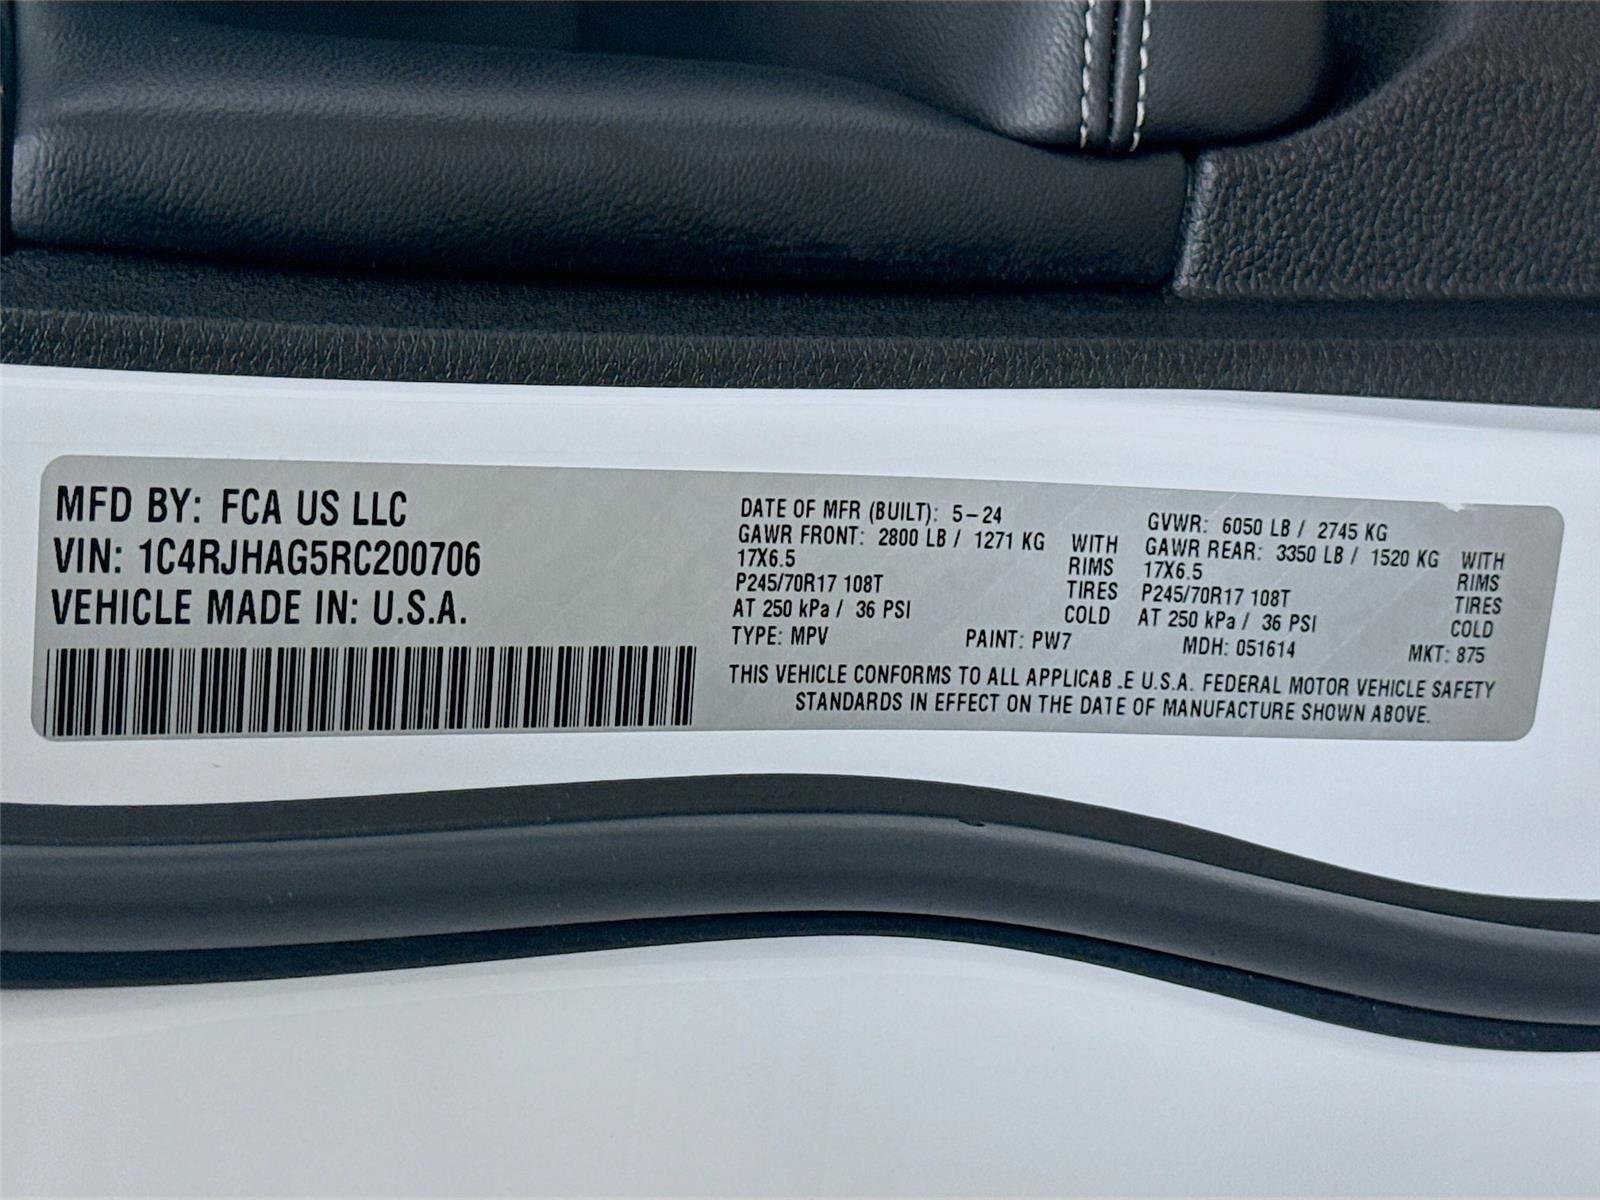 MFD BY: FCA US LLC
VIN: 1C4RJHAG5RC200706
VEHICLE MADE IN: U.S.A.
DATE OF MFR (BUILT): 5-24
GAWR FRONT: 2800 LB / 1271 KG WITH
17X6.5 RIMS
P245/70R17 108T TIRES
AT 250 kPa / 36 PSI COLD
TYPE: MPV PAINT: PW7
GVWR: 6050 LB / 2745 KG
GAWR REAR: 3350 LB / 1520 KG WITH
17X6.5 RIMS
P245/70R17 108T TIRES
AT 250 kPa / 36 PSI COLD
MDH: 051614 MKT: 875
THIS VEHICLE CONFORMS TO ALL APPLICAB.E U.S.A. FEDERAL MOTOR VEHICLE SAFETY
STANDARDS IN EFFECT ON THE DATE OF MANUFACTURE SHOWN ABOVE.